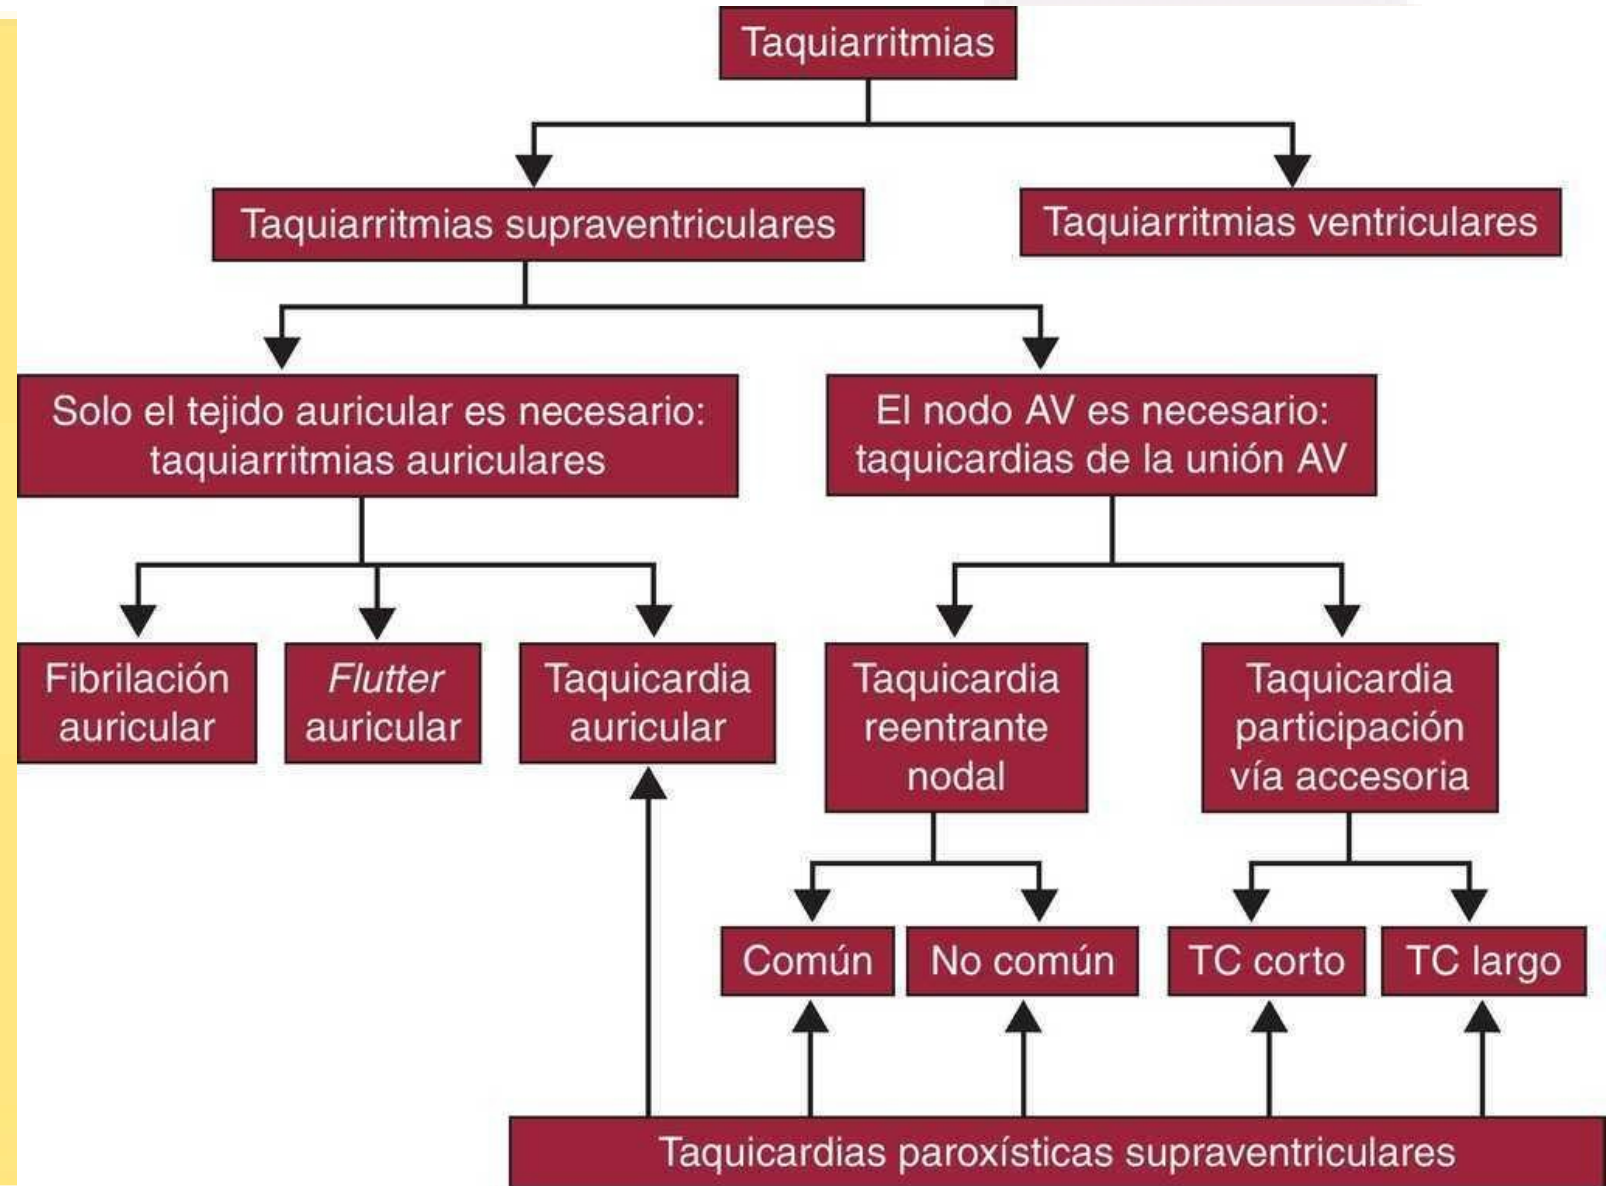 Taquiarritmias
Taquiarritmias supraventriculares
Taquiarritmias ventriculares
Solo el tejido auricular es necesario:
taquiarritmias auriculares
El nodo AV es necesario:
taquicardias de la unión AV
Fibrilación
auricular
Flutter
auricular
Taquicardia
auricular
Taquicardia
reentrante
nodal
Taquicardia
participación
vía accesoria
Común
No común
TC corto
TC largo
Taquicardias paroxísticas supraventriculares